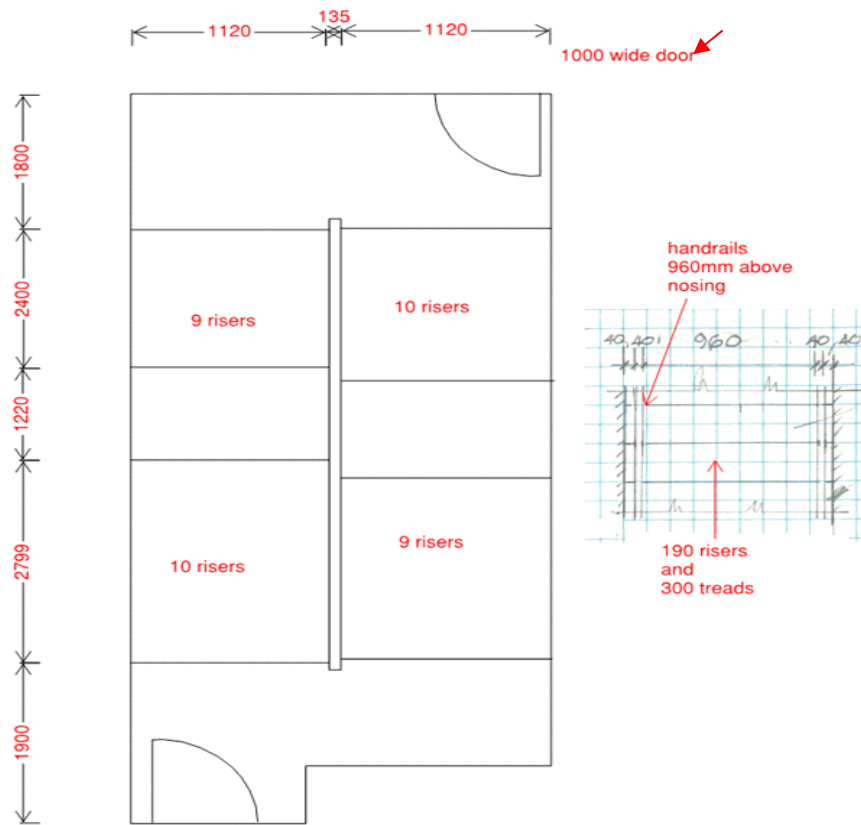 135
1120
1120
1000 wide door
1800
2400
1220
2799
1900
9 risers
10 risers
10 risers
9 risers
handrails
960mm above
nosing
40 40 960 40 40
190 risers
and
300 treads